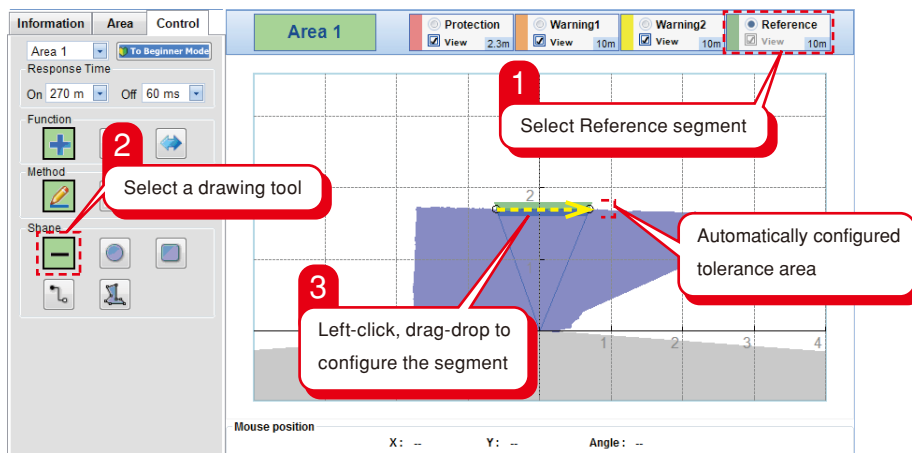 Information Area Control
Area 1 To Beginner Mode
Response Time
On 270 m Off 60 ms
Function
Method
Shape
Area 1
Protection
View 2.3m
Warning1
View 10m
Warning2
View 10m
Reference
View 10m
1
Select Reference segment
2
Select a drawing tool
2
Automatically configured
tolerance area
3
Left-click, drag-drop to
configure the segment
1 2 3 4
Mouse position
X : -- Y : -- Angle : --